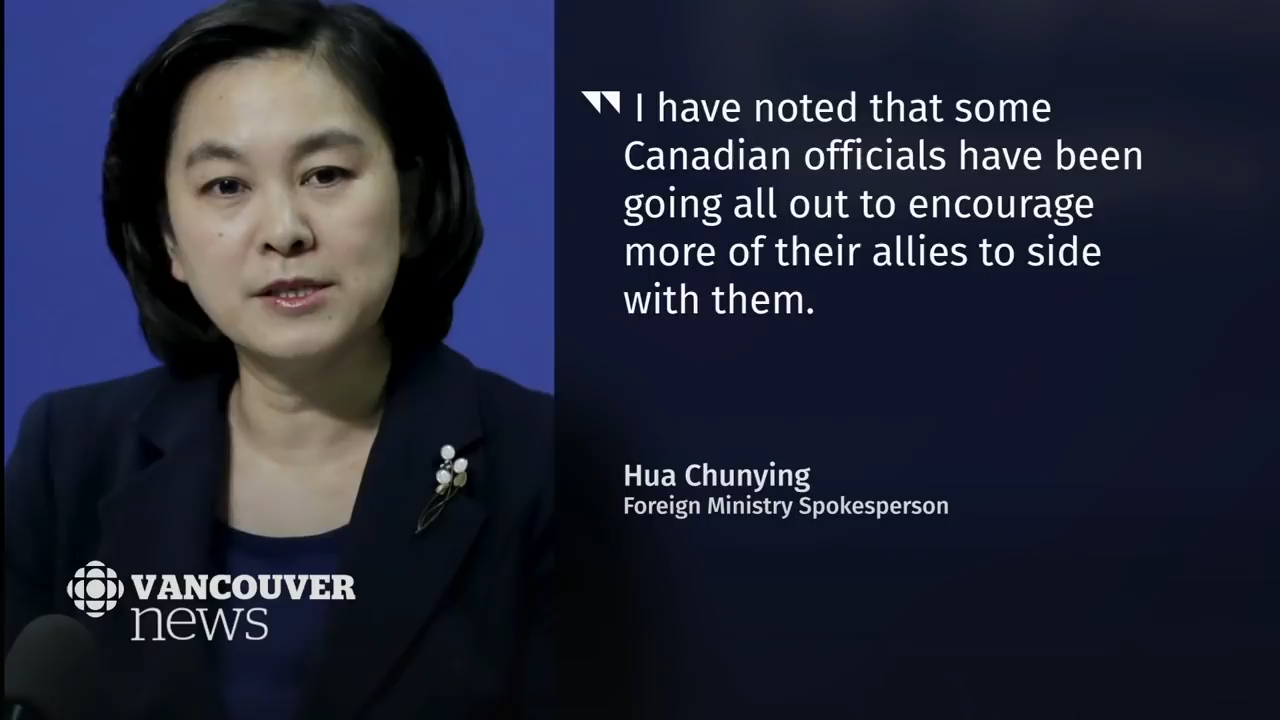 I have noted that some
Canadian officials have been
going all out to encourage
more of their allies to side
with them.
Hua Chunying
Foreign Ministry Spokesperson
VANCOUVER
news